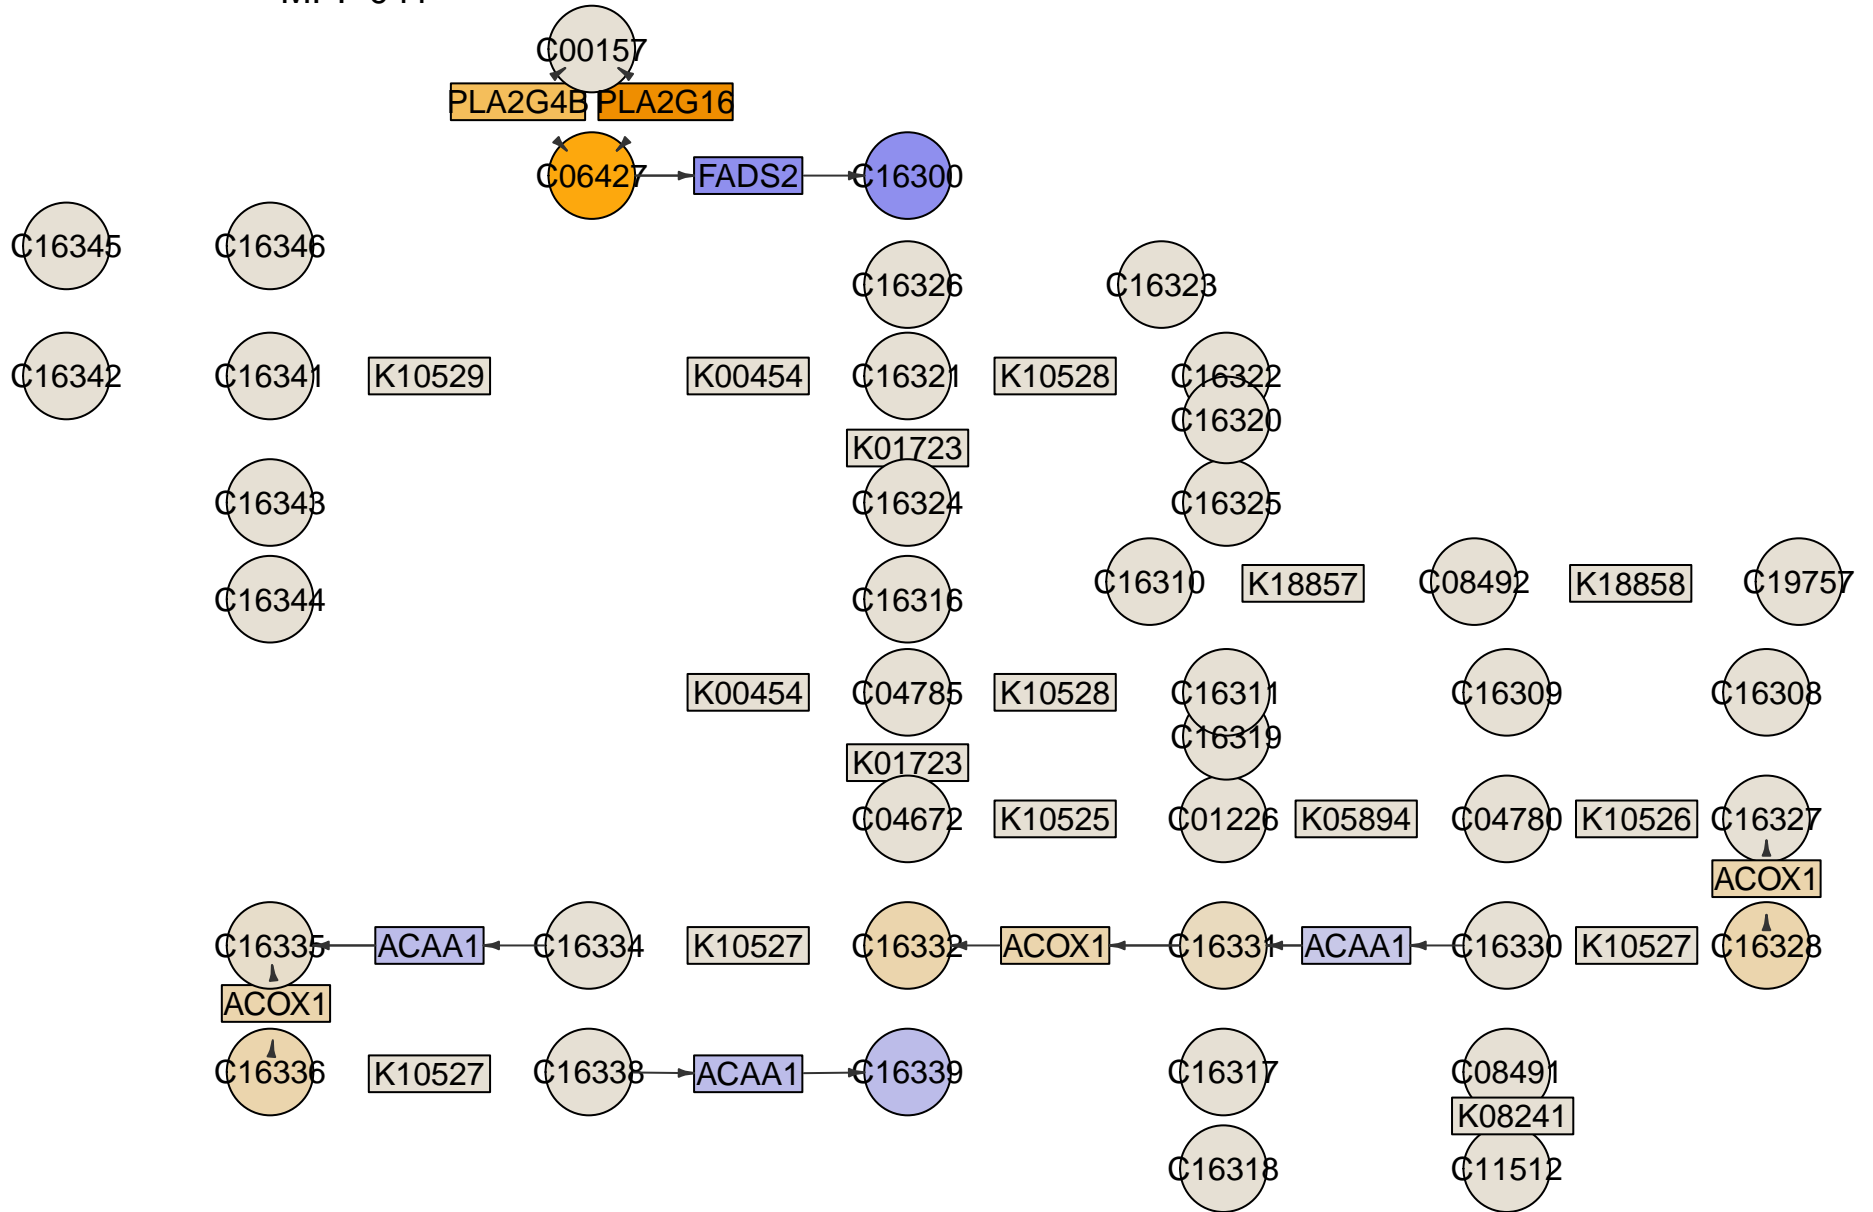 C00157
PLA2G4B PLA2G16
C06427 FADS2 C16300
C16345 C16346
C16326 C16323
C16342 C16341 K10529 K00454 C16321 K10528 C16322
C16320
K01723
C16343 C16324 C16325
C16310 K18857 C08492 K18858 C19757
C16344 C16316
K00454 C04785 K10528 C16311 C16309 C16308
C16319
K01723
C04672 K10525 C01226 K05894 C04780 K10526 C16327
ACOX1
C16335 ACAA1 C16334 K10527 C16332 ACOX1 C16331 ACAA1 C16330 K10527 C16328
ACOX1
C16336 K10527 C16338 ACAA1 C16339 C16317 C08491
K08241
C16318 C11512